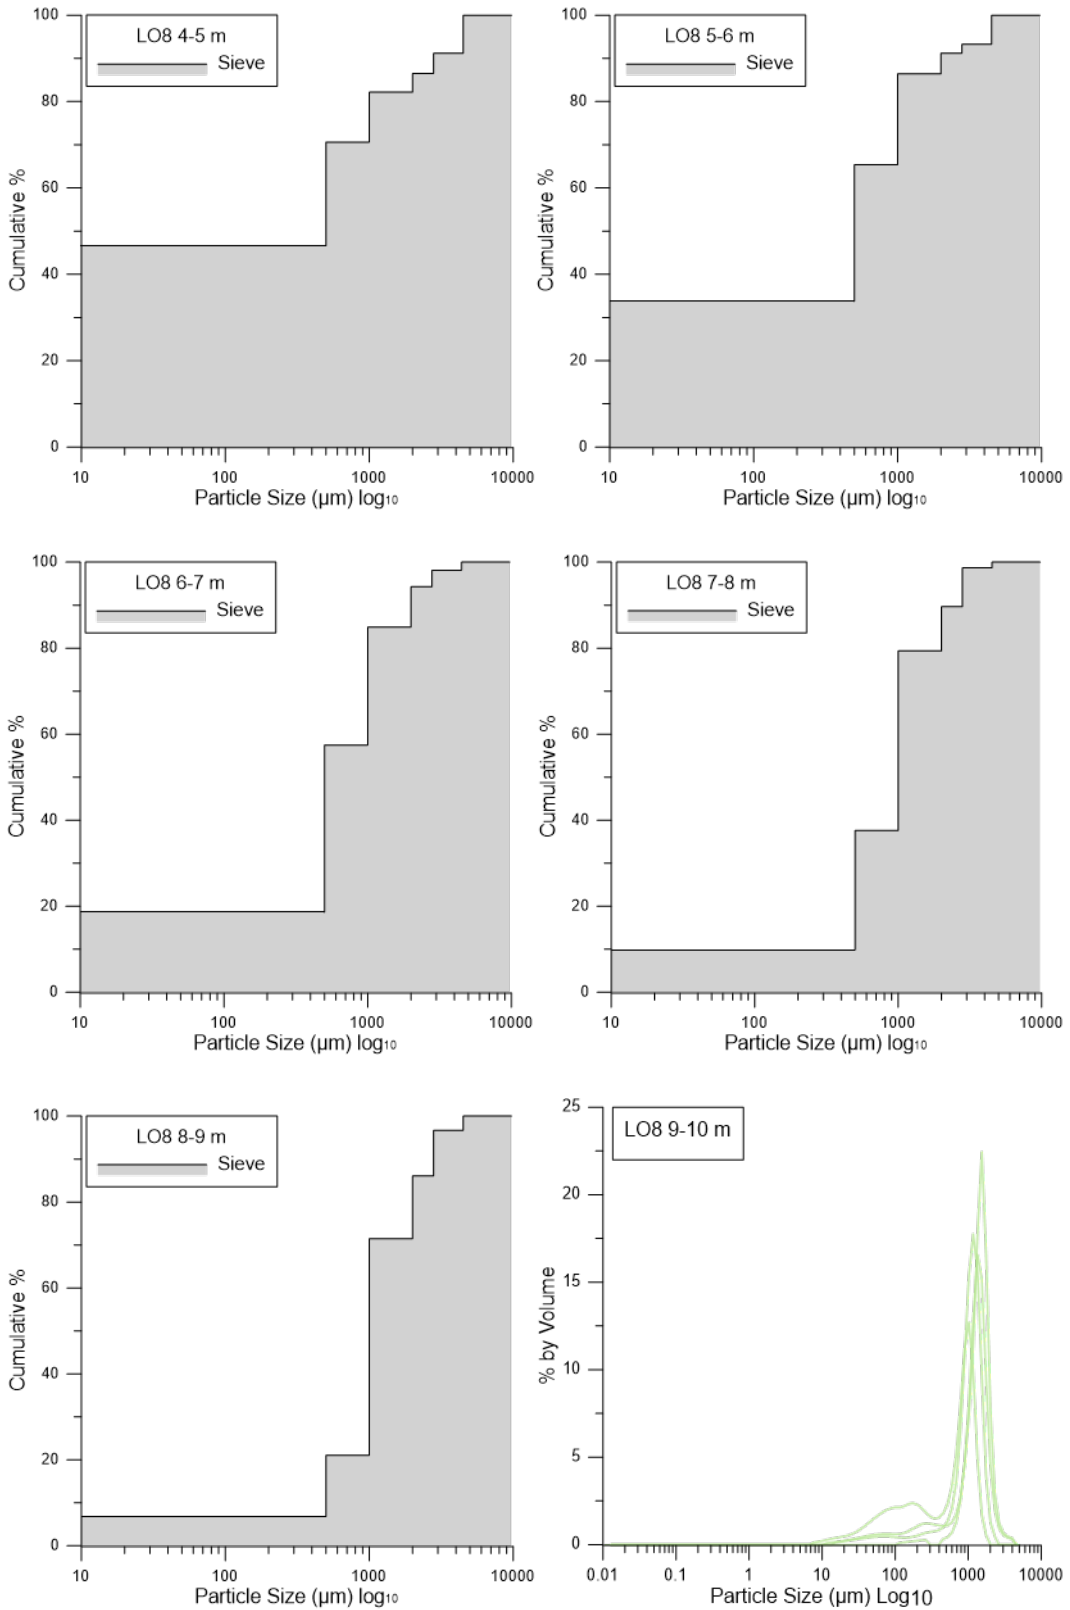 LO8 4-5 m
Sieve
100
80
60
40
20
0
Cumulative %
10 100 1000 10000
Particle Size (µm) log₁₀
LO8 5-6 m
Sieve
100
80
60
40
20
0
Cumulative %
10 100 1000 10000
Particle Size (µm) log₁₀
LO8 6-7 m
Sieve
100
80
60
40
20
0
Cumulative %
10 100 1000 10000
Particle Size (µm) log₁₀
LO8 7-8 m
Sieve
100
80
60
40
20
0
Cumulative %
10 100 1000 10000
Particle Size (µm) log₁₀
LO8 8-9 m
Sieve
100
80
60
40
20
0
Cumulative %
10 100 1000 10000
Particle Size (µm) log₁₀
LO8 9-10 m
25
20
15
10
5
0
% by Volume
0.01 0.1 1 10 100 1000 10000
Particle Size (µm) Log10